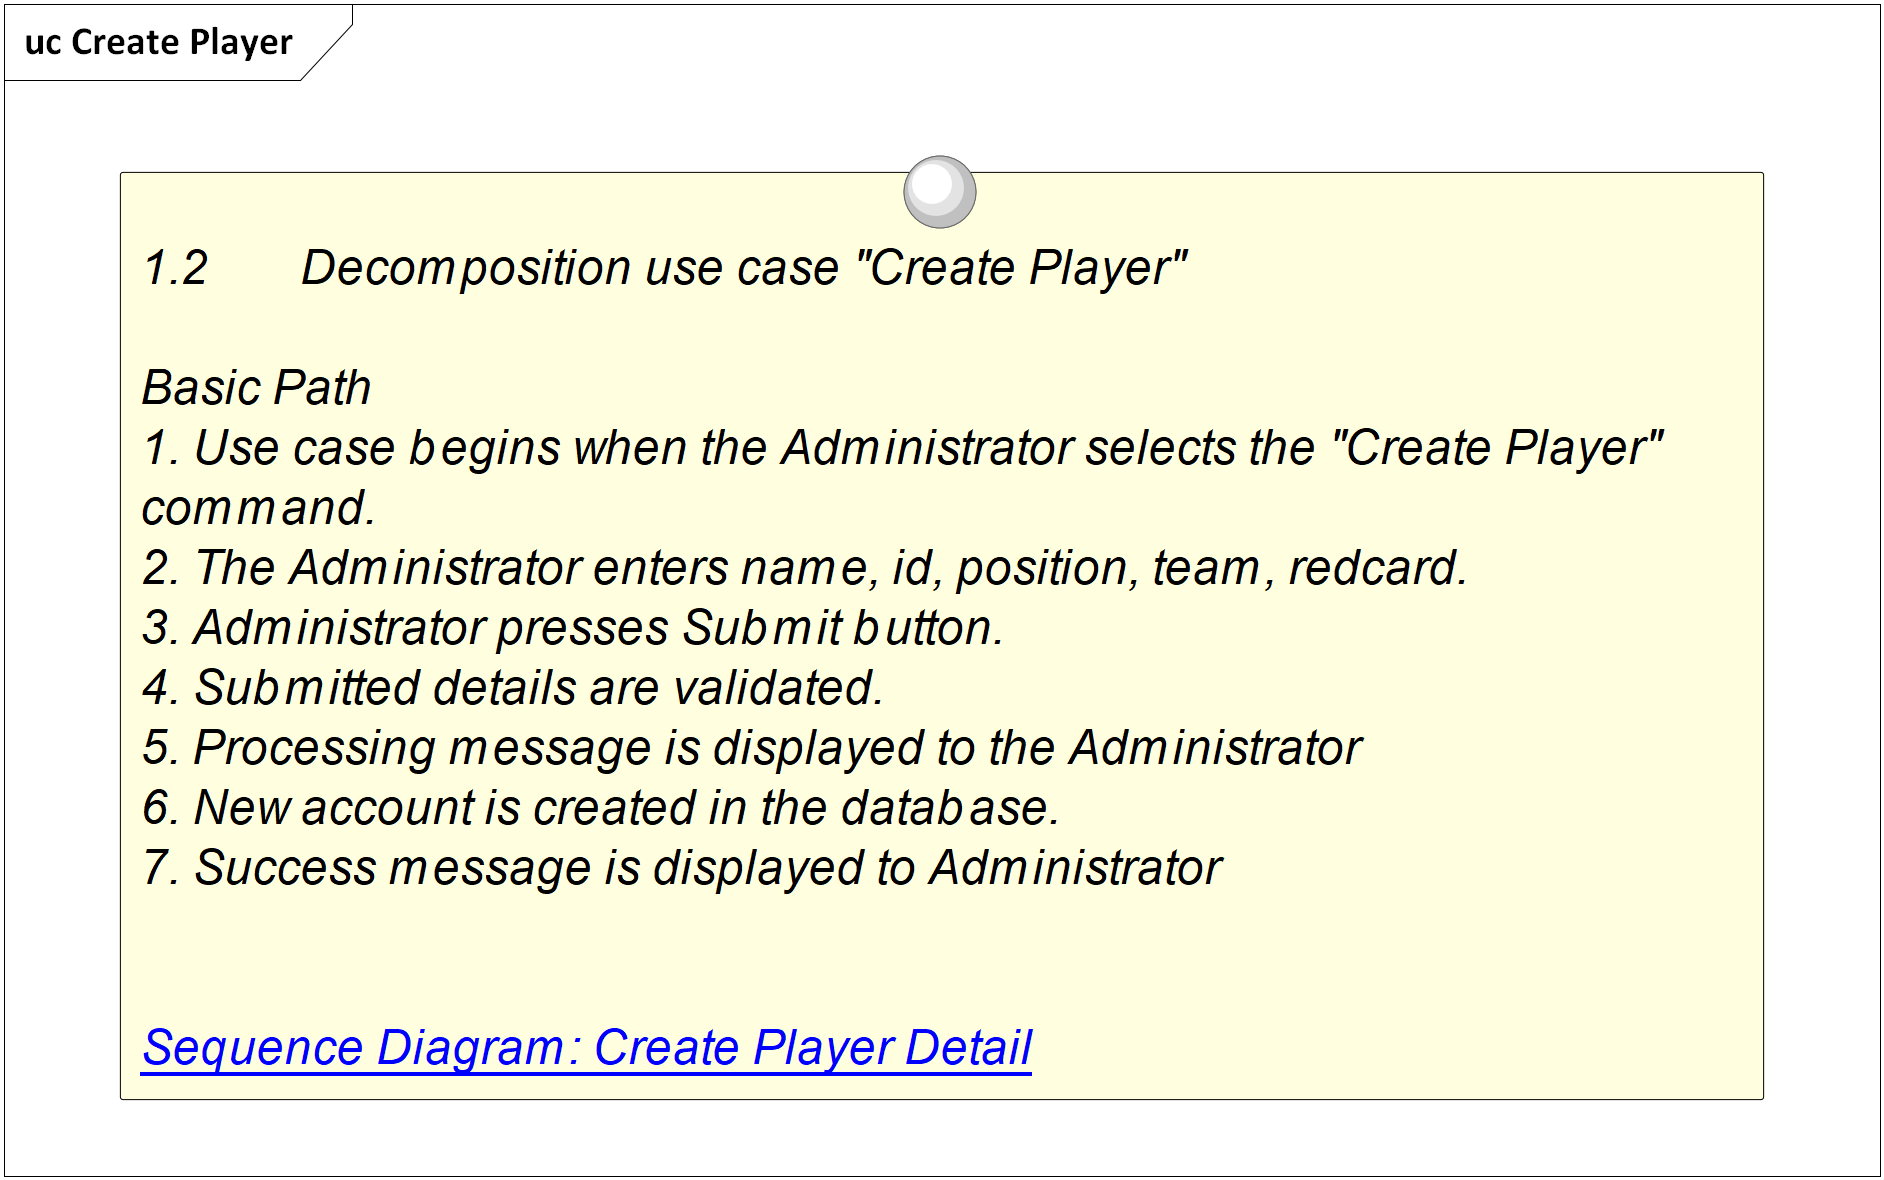 uc Create Player
1.2 Decomposition use case "Create Player"
Basic Path
1. Use case begins when the Administrator selects the "Create Player"
command.
2. The Administrator enters name, id, position, team, redcard.
3. Administrator presses Submit button.
4. Submitted details are validated.
5. Processing message is displayed to the Administrator
6. New account is created in the database.
7. Success message is displayed to Administrator
Sequence Diagram: Create Player Detail